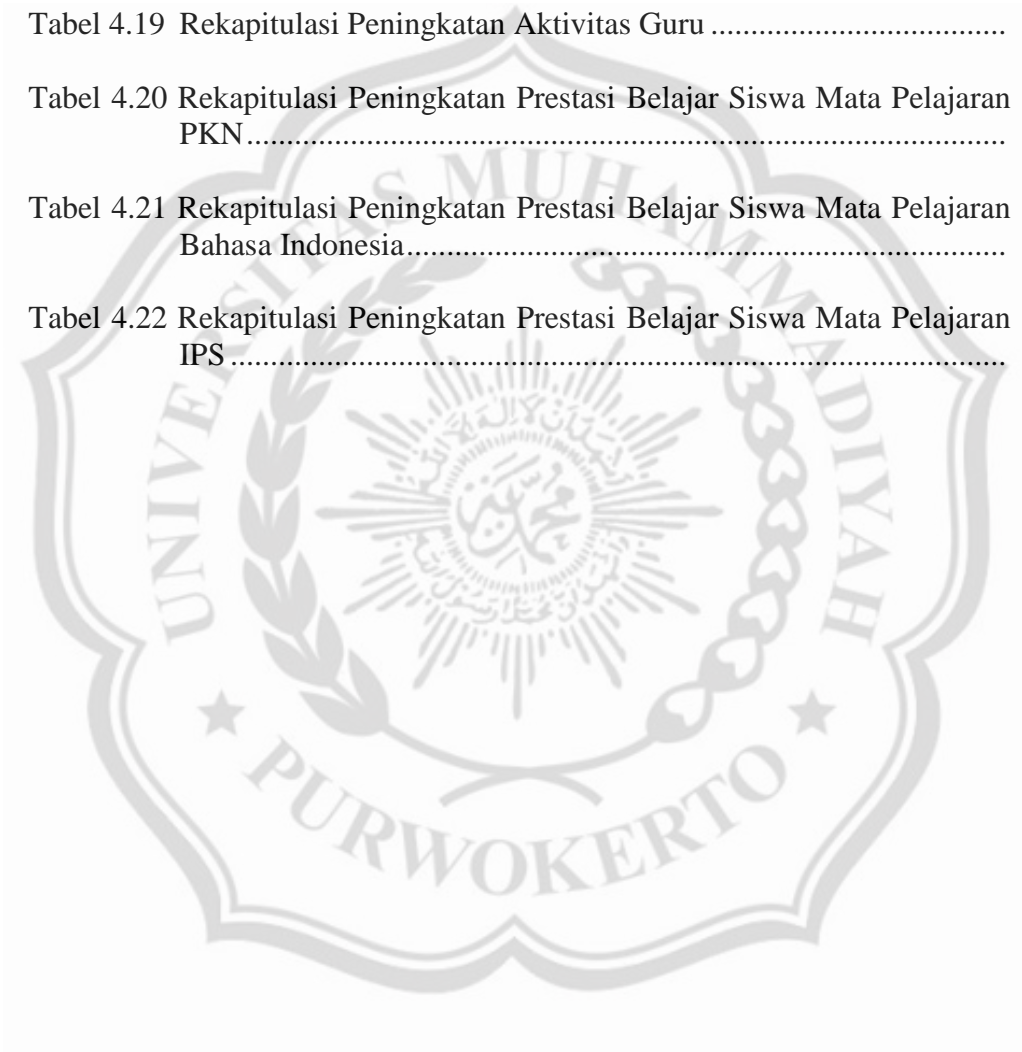 Tabel 4.19 Rekapitulasi Peningkatan Aktivitas Guru .....................................
Tabel 4.20 Rekapitulasi Peningkatan Prestasi Belajar Siswa Mata Pelajaran
PKN...............................................................................................
Tabel 4.21 Rekapitulasi Peningkatan Prestasi Belajar Siswa Mata Pelajaran
Bahasa Indonesia...........................................................................
Tabel 4.22 Rekapitulasi Peningkatan Prestasi Belajar Siswa Mata Pelajaran
IPS.................................................................................................
UNIVERSITAS MUHAMMADIYAH
PURWOKERTO